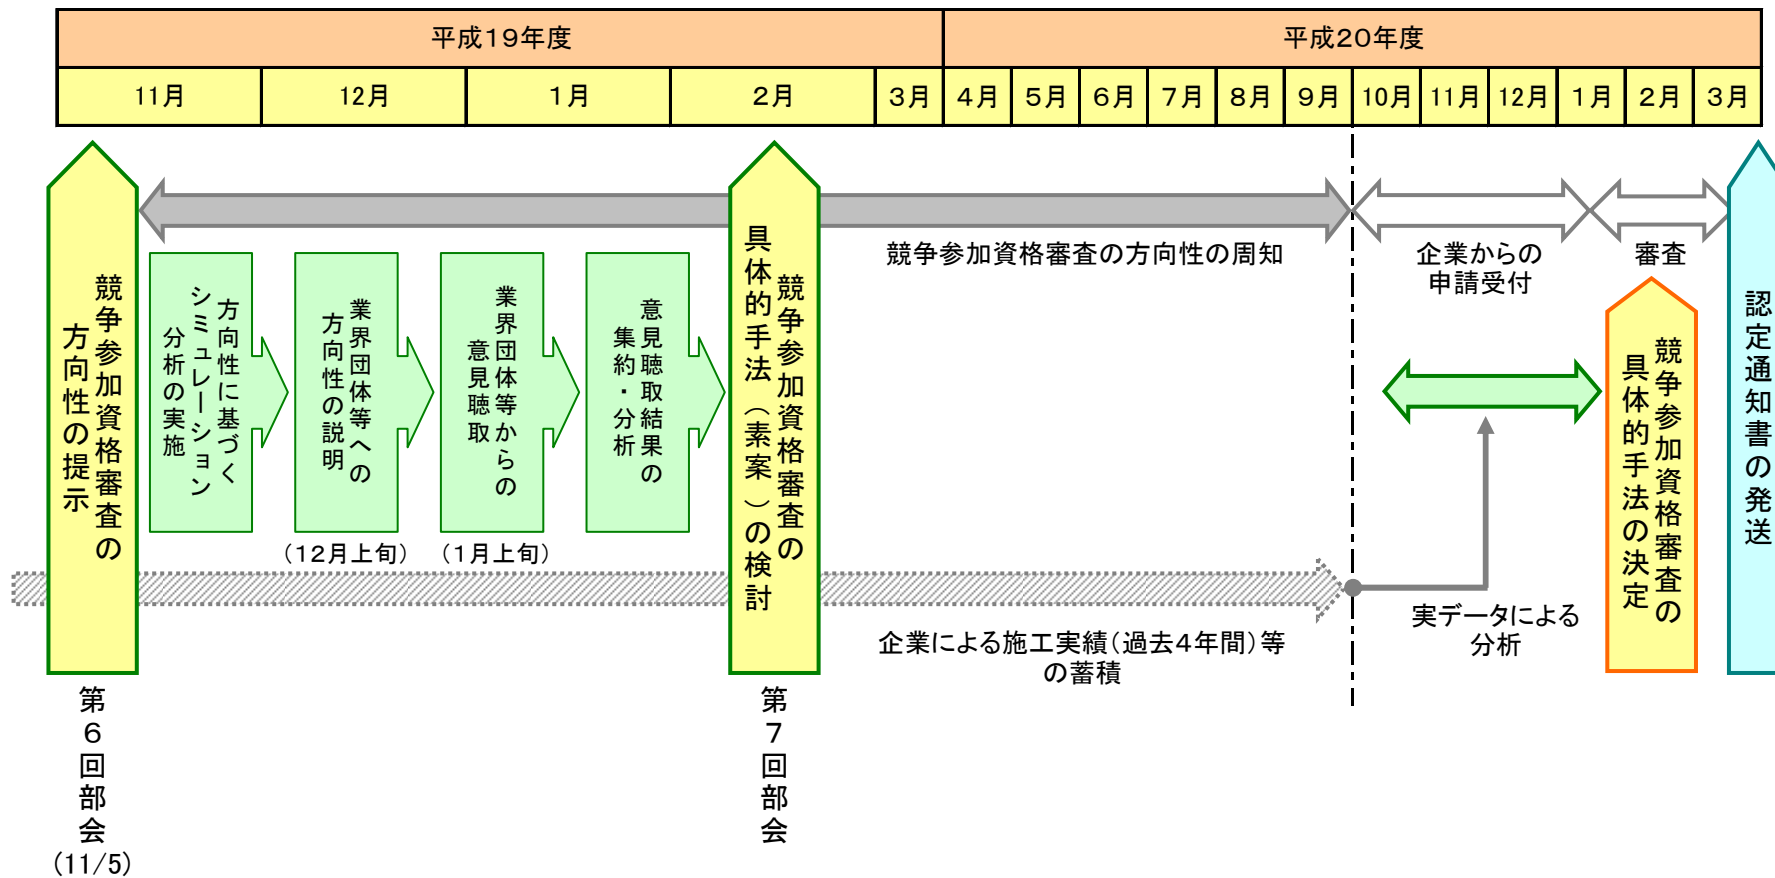 平成１９年度
平成２０年度
11月
12月
１月
２月
３月
４月
５月
６月
７月
８月
９月
10月
11月
12月
１月
２月
３月
競争参加資格審査の
方向性の提示
方向性に基づく
シミュレーション
分析の実施
業界団体等への
方向性の説明
（１２月上旬）
業界団体等からの
意見聴取
（１月上旬）
意見聴取結果の
集約・分析
競争参加資格審査の
具体的手法（素案）の検討
競争参加資格審査の方向性の周知
企業からの
申請受付
審査
競争参加資格審査の
具体的手法の決定
認定通知書の発送
企業による施工実績（過去４年間）等
の蓄積
実データによる
分析
第６回部会
(11/5)
第７回部会